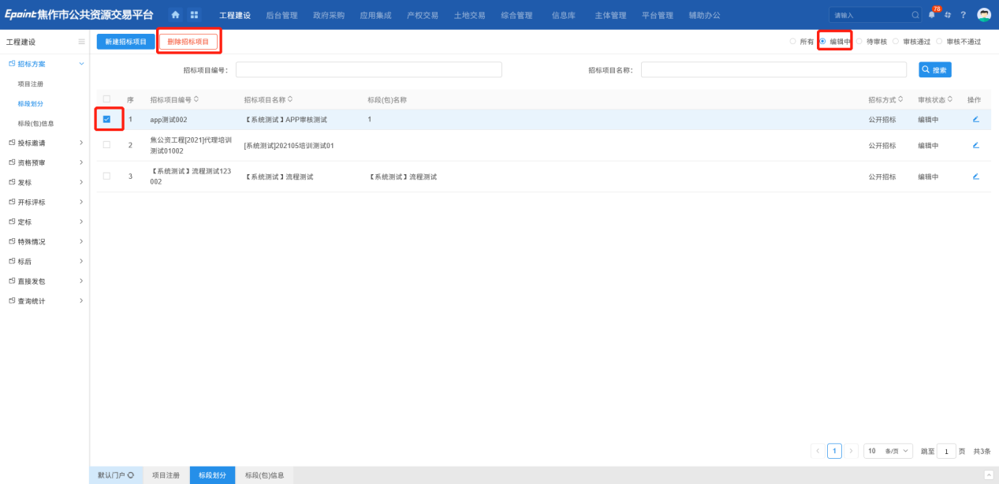 Epoint焦作市公共资源交易平台 工程建设 后台管理 政府采购 应用集成 产权交易 土地交易 综合管理 信息库 主体管理 平台管理 辅助办公 请输入 78 ?
工程建设
新建招标项目 删除招标项目 所有 编辑中 待审核 审核通过 审核不通过
招标方案
项目注册
标段划分
标段(包)信息
投标邀请
资格预审
发标
开标评标
定标
特殊情况
标后
直接发包
查询统计
招标项目编号: 招标项目名称: 搜索
序 招标项目编号 招标项目名称 标段(包)名称 招标方式 审核状态 操作
1 app测试002 【系统测试】APP审核测试 1 公开招标 编辑中
2 焦公资工程[2021]代理培训
测试01002 [系统测试]202105培训测试01 公开招标 编辑中
3 【系统测试】流程测试123
002 【系统测试】流程测试 【系统测试】流程测试 公开招标 编辑中
1 10 条/页 跳至 1 页 共3条
默认门户 项目注册 标段划分 标段(包)信息